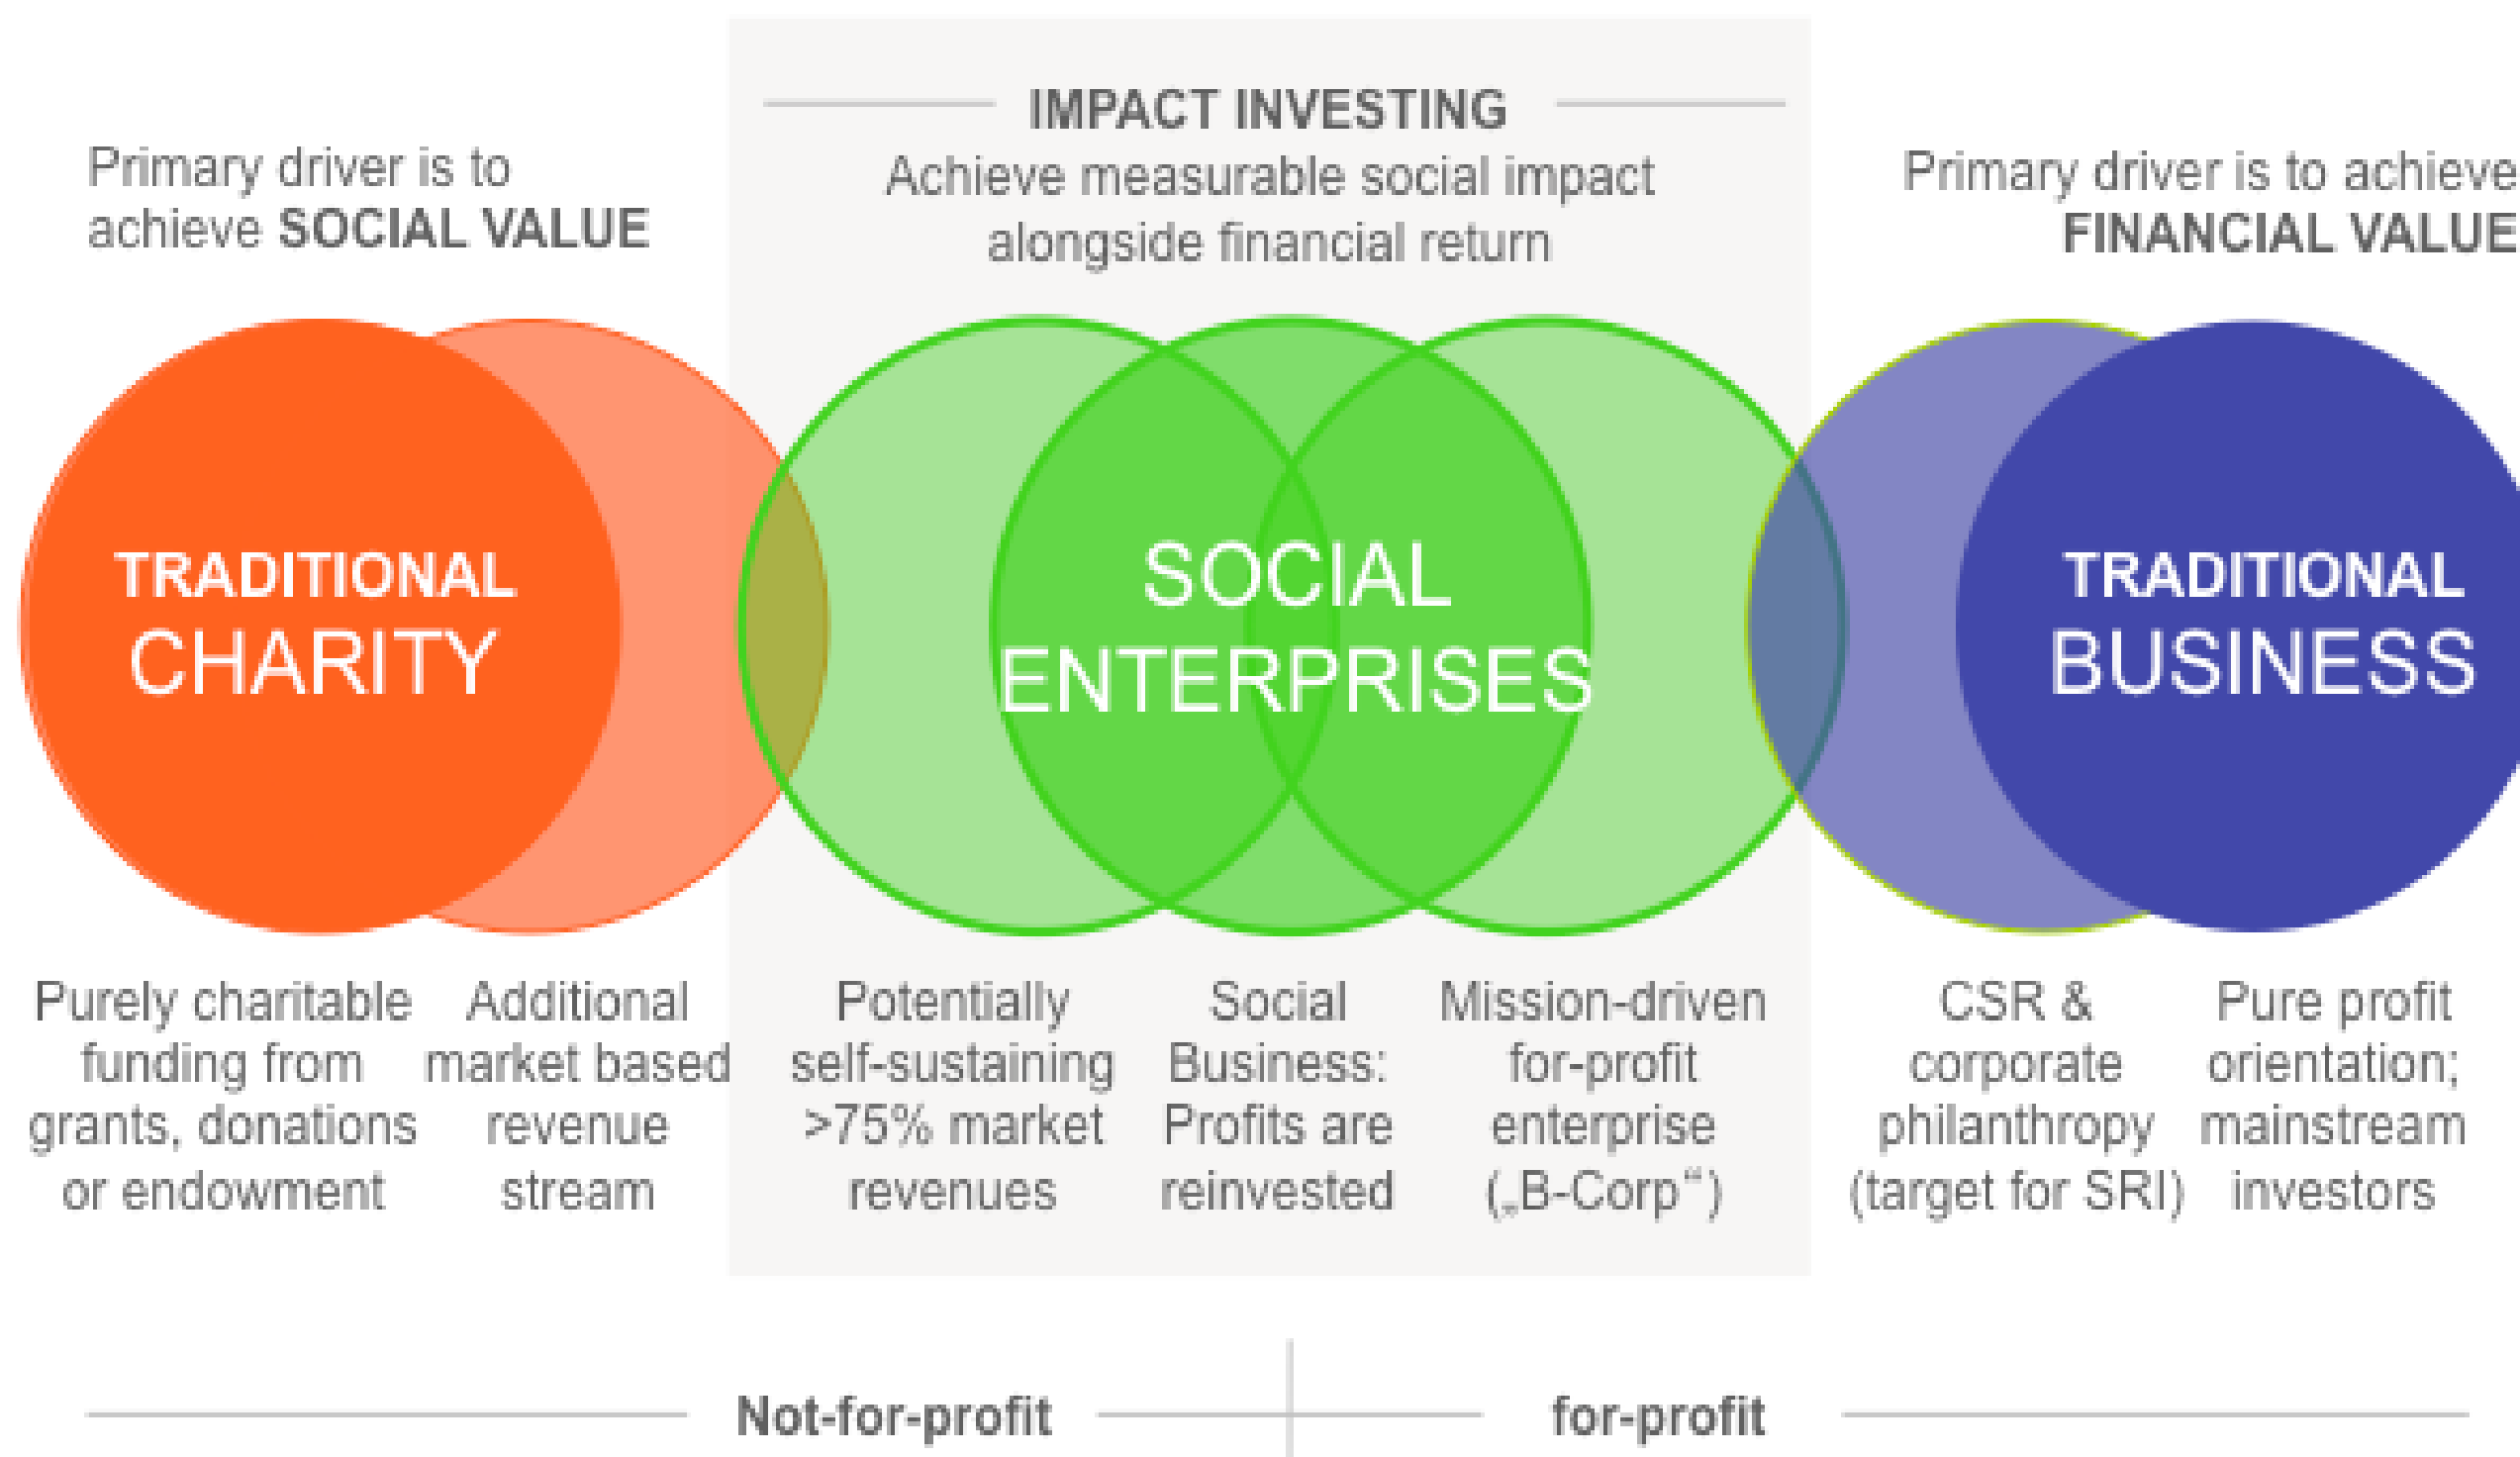 IMPACT INVESTING
Achieve measurable social impact
alongside financial return
Primary driver is to
achieve SOCIAL VALUE
Primary driver is to achieve
FINANCIAL VALUE
TRADITIONAL
CHARITY
SOCIAL
ENTERPRISES
TRADITIONAL
BUSINESS
Purely charitable
funding from
grants, donations
or endowment
Additional
market based
revenue
stream
Potentially
self-sustaining
>75% market
revenues
Social
Business:
Profits are
reinvested
Mission-driven
for-profit
enterprise
(„B-Corp“)
CSR &
corporate
philanthropy
(target for SRI)
Pure profit
orientation;
mainstream
investors
Not-for-profit
for-profit